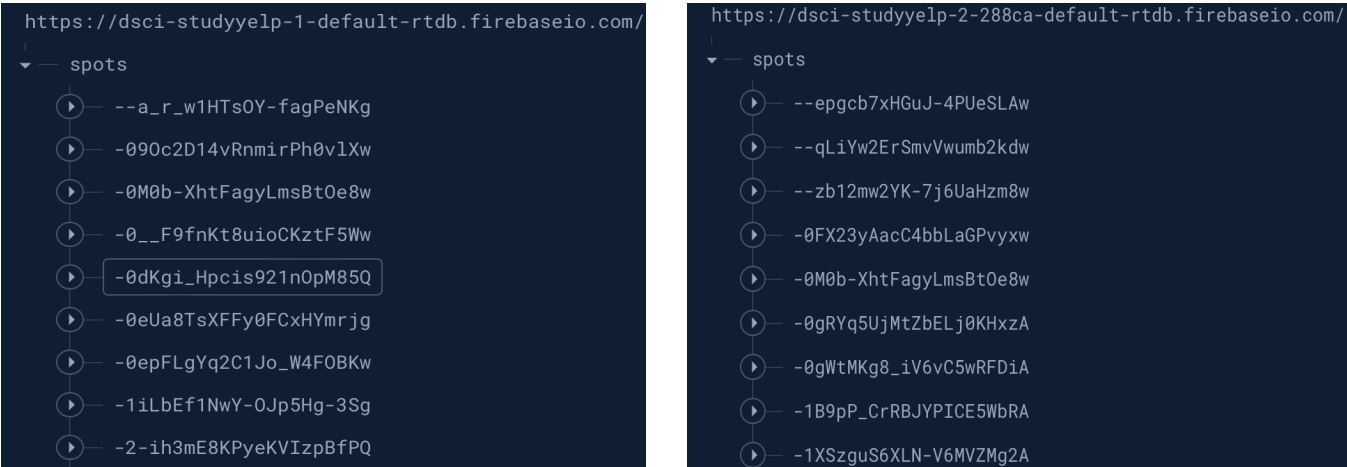 https://dsci-studyyelp-1-default-rtdb.firebaseio.com/
spots
--a_r_w1HTsOY-fagPeNKg
-09Oc2D14vRnmirPh0vlXw
-0M0b-XhtFagyLmsBtOe8w
-0__F9fnKt8uioCKztF5Ww
-0dKgi_Hpcis921nOpM85Q
-0eUa8TsXFFy0FCxHYmrjg
-0epFLgYq2C1Jo_W4FOBKw
-1iLbEf1NwY-OJp5Hg-3Sg
-2-ih3mE8KPyeKVIzpBfPQ
https://dsci-studyyelp-2-288ca-default-rtdb.firebaseio.com/
spots
--epgcb7xHGuJ-4PUeSLAw
--qLiYw2ErSmvVwumb2kdw
--zb12mw2YK-7j6UaHzm8w
-0FX23yAacC4bbLaGPvyxw
-0M0b-XhtFagyLmsBtOe8w
-0gRYq5UjMtZbELj0KHxzA
-0gWtMKg8_iV6vC5wRFDiA
-1B9pP_CrRBJYPICE5WbRA
-1XSzguS6XLN-V6MVZMg2A